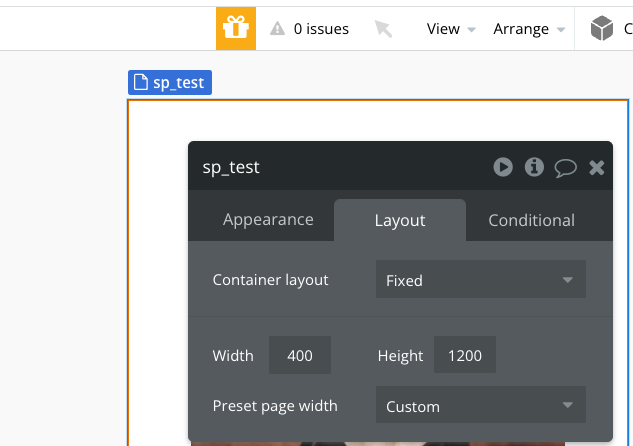 0 issues View Arrange C
sp_test
sp_test
Appearance Layout Conditional
Container layout Fixed
Width 400 Height 1200
Preset page width Custom